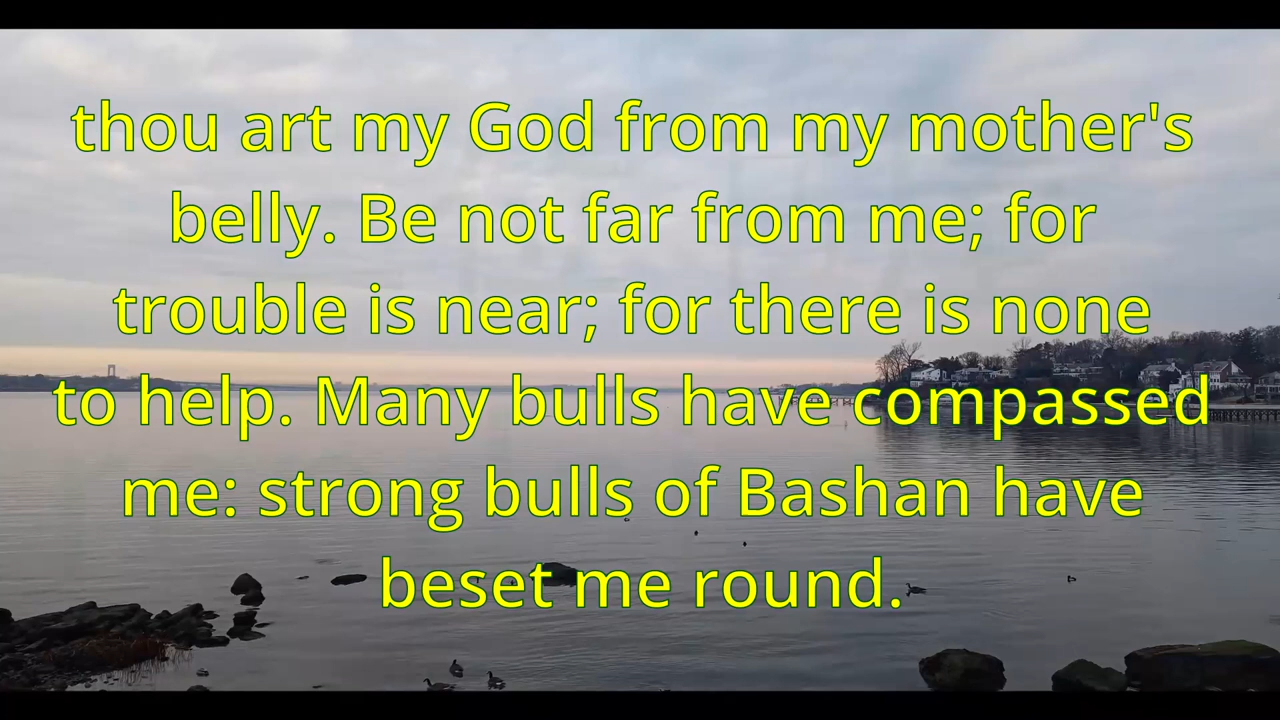 thou art my God from my mother's
belly. Be not far from me; for
trouble is near; for there is none
to help. Many bulls have compassed
me: strong bulls of Bashan have
beset me round.